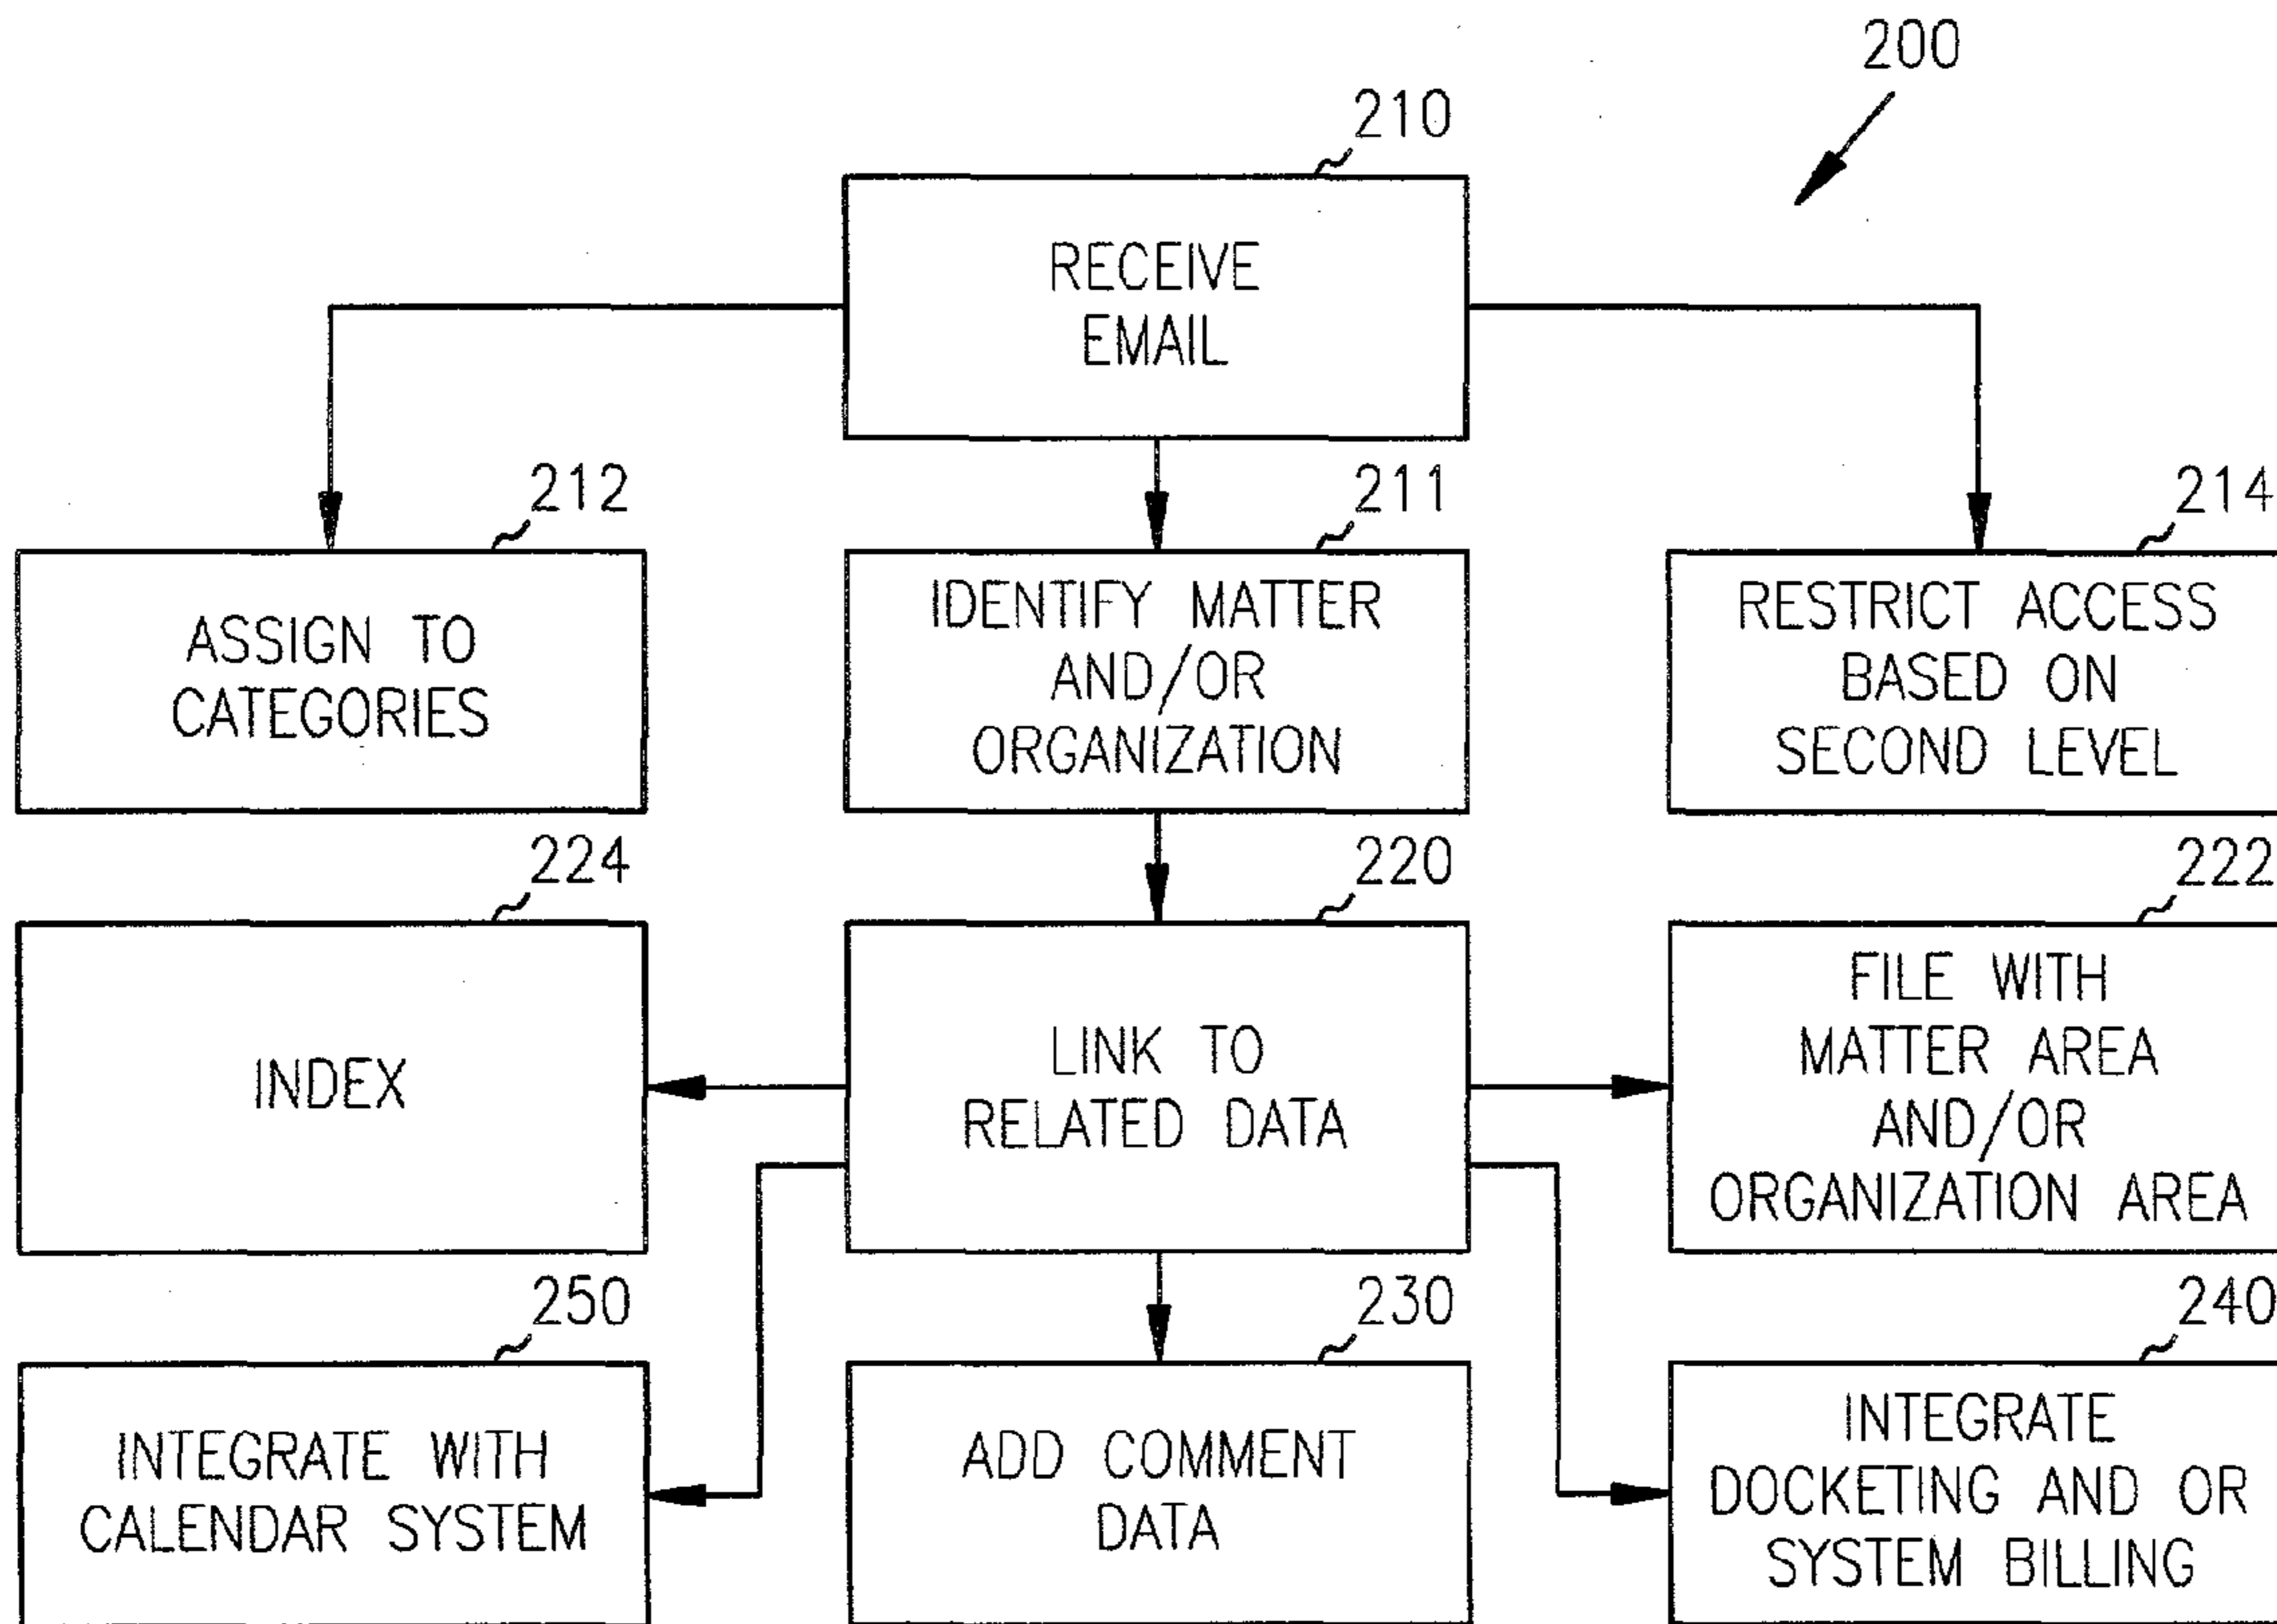 200
210
RECEIVE
EMAIL
212
211
214
ASSIGN TO
CATEGORIES
IDENTIFY MATTER
AND/OR
ORGANIZATION
RESTRICT ACCESS
BASED ON
SECOND LEVEL
224
220
222
INDEX
LINK TO
RELATED DATA
FILE WITH
MATTER AREA
AND/OR
ORGANIZATION AREA
250
230
240
INTEGRATE WITH
CALENDAR SYSTEM
ADD COMMENT
DATA
INTEGRATE
DOCKETING AND OR
SYSTEM BILLING